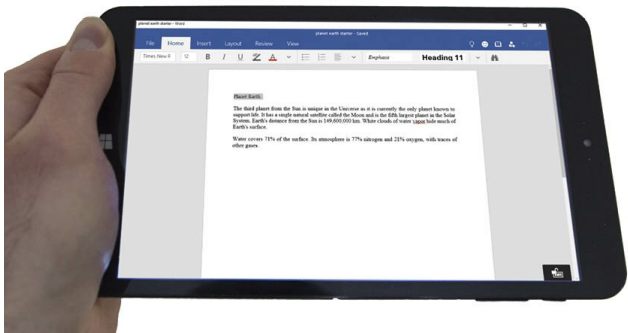 planet earth starter - Word
planet earth starter - Saved
File Home Insert Layout Review View
Times New R 12 B I U A Emphasis Heading 11
Planet Earth
The third planet from the Sun is unique in the Universe as it is currently the only planet known to
support life. It has a single natural satellite called the Moon and is the fifth largest planet in the Solar
System. Earth's distance from the Sun is 149,600,000 km. White clouds of water vapor hide much of
Earth's surface.
Water covers 71% of the surface. Its atmosphere is 77% nitrogen and 21% oxygen, with traces of
other gases.